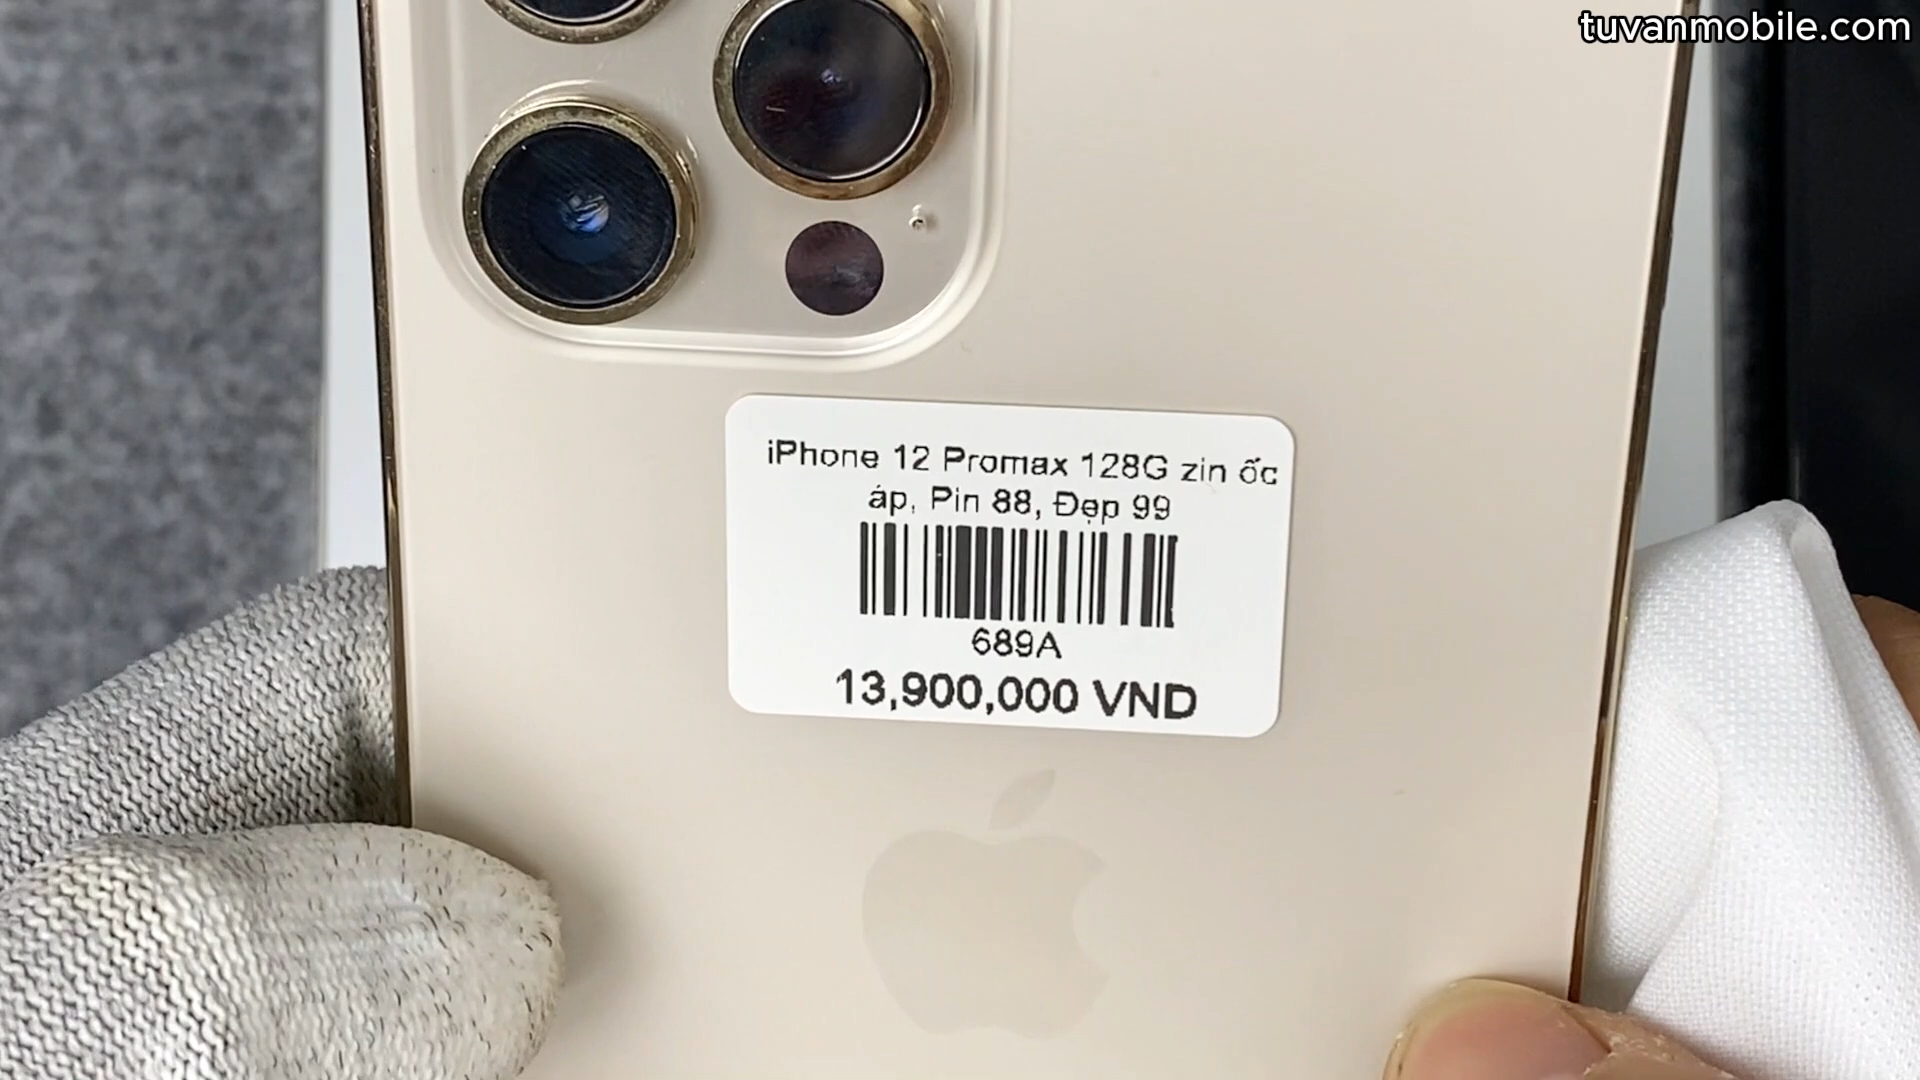 tuvanmobile.com
iPhone 12 Promax 128G zin ốc
áp, Pin 88, Đẹp 99
689A
13,900,000 VND